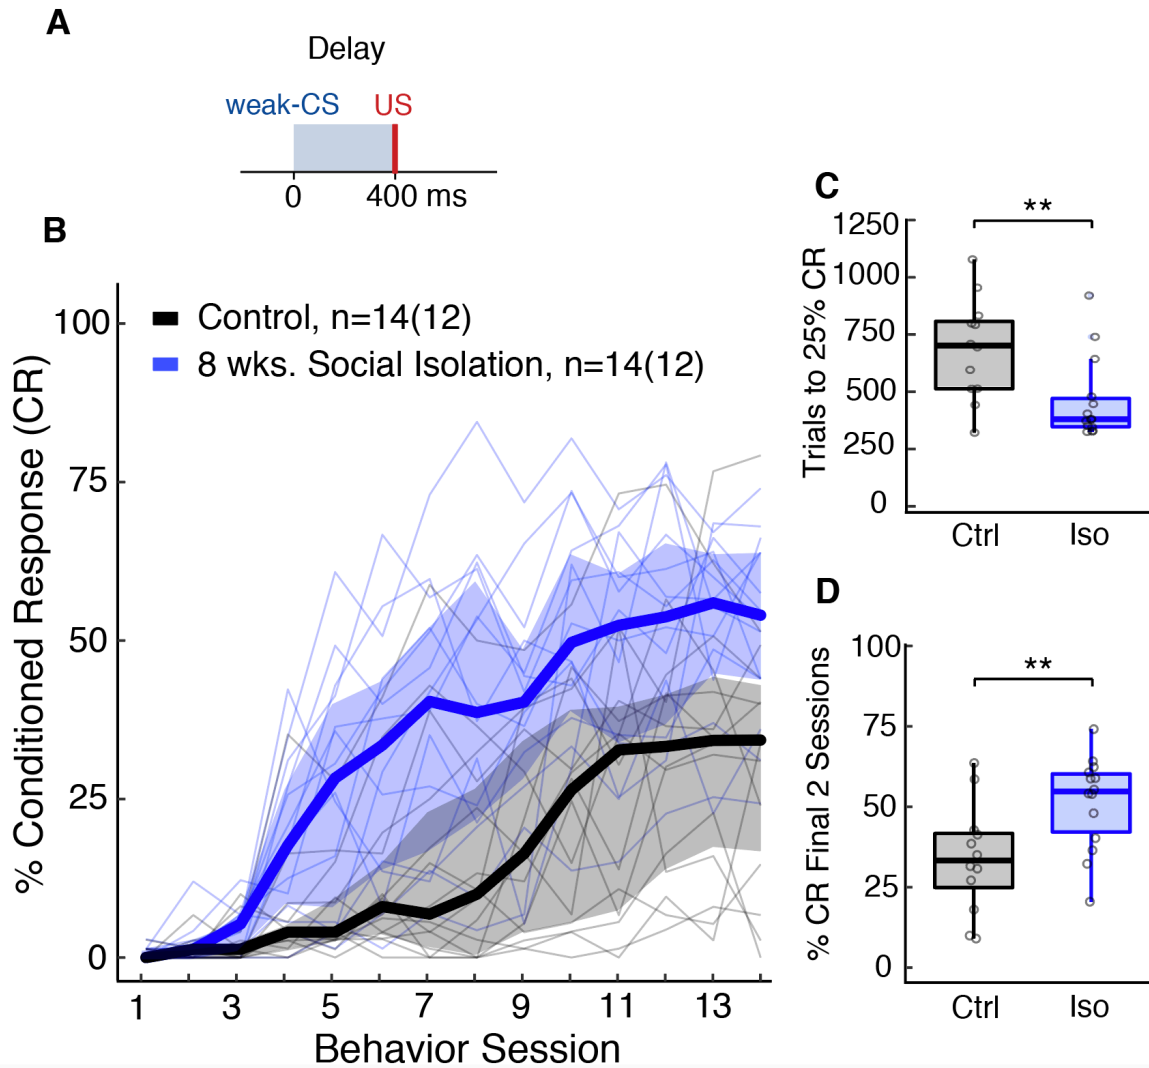 A
Delay
weak-CS US
0 400 ms
B
% Conditioned Response (CR)
100
75
50
25
0
Control, n=14(12)
8 wks. Social Isolation, n=14(12)
1 3 5 7 9 11 13
Behavior Session
C
Trials to 25% CR
1250
1000
750
500
250
0
**
Ctrl Iso
D
% CR Final 2 Sessions
100
75
50
25
0
**
Ctrl Iso